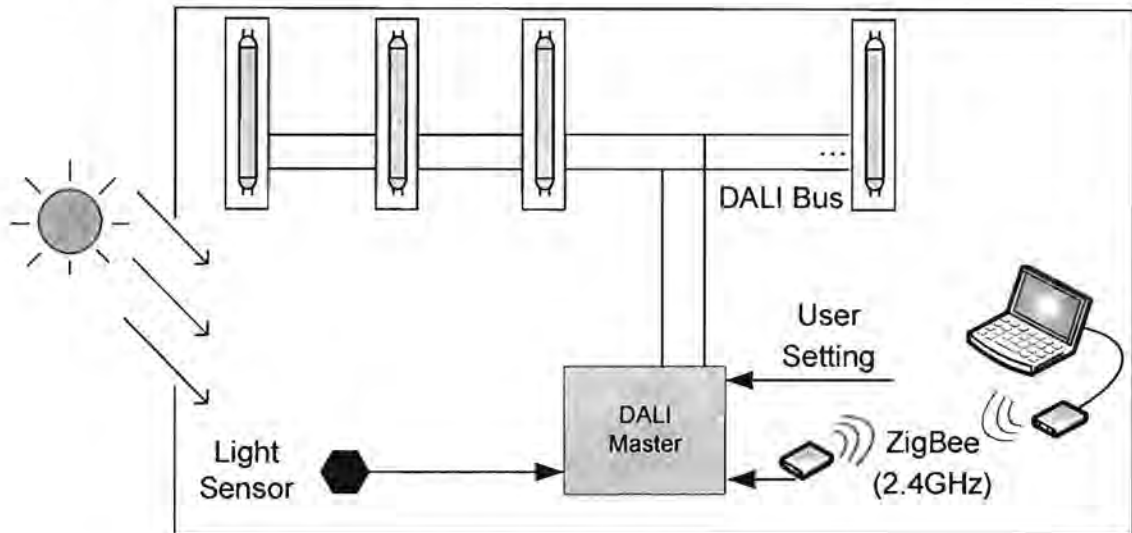 ...
DALI Bus
User
Setting
DALI
Master
Light
Sensor
ZigBee
(2.4GHz)